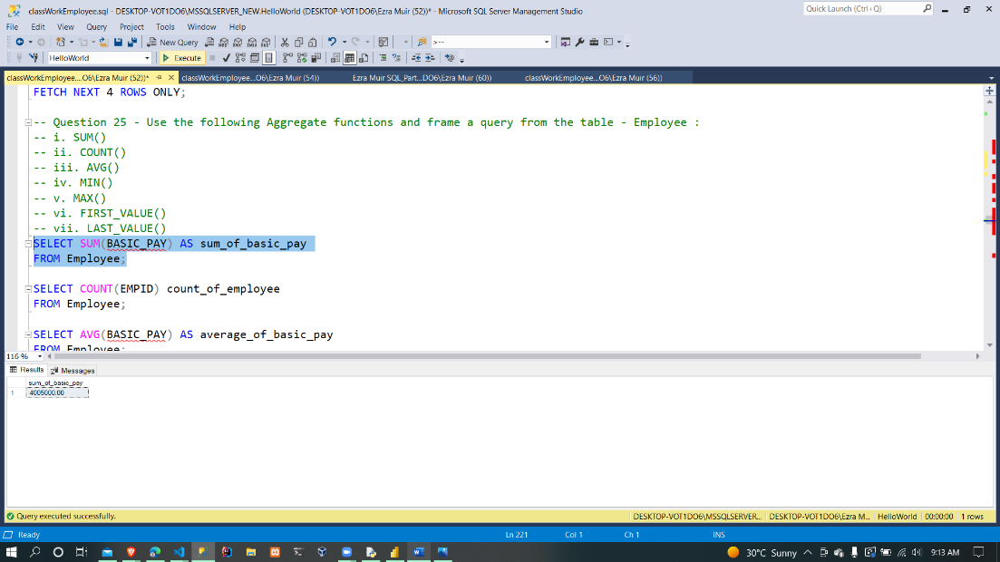 classWorkEmployee.sql - DESKTOP-VOT1DO6\MSSQLSERVER_NEW.HelloWorld (DESKTOP-VOT1DO6\Ezra Muir (52))* - Microsoft SQL Server Management Studio
Quick Launch (Ctrl+Q)
File Edit View Query Project Tools Window Help
New Query
HelloWorld
Execute
classWorkEmployee....O6\Ezra Muir (52))*
classWorkEmployee...O6\Ezra Muir (54))
Ezra Muir SQL_Part...DO6\Ezra Muir (60))
classWorkEmployee...O6\Ezra Muir (56))
FETCH NEXT 4 ROWS ONLY;
-- Question 25 - Use the following Aggregate functions and frame a query from the table - Employee :
-- i. SUM()
-- ii. COUNT()
-- iii. AVG()
-- iv. MIN()
-- v. MAX()
-- vi. FIRST_VALUE()
-- vii. LAST_VALUE()
SELECT SUM(BASIC_PAY) AS sum_of_basic_pay
FROM Employee;
SELECT COUNT(EMPID) count_of_employee
FROM Employee;
SELECT AVG(BASIC_PAY) AS average_of_basic_pay
FROM Employee;
116 %
Results Messages
sum_of_basic_pay
1 4005000.00
Query executed successfully.
DESKTOP-VOT1DO6\MSSQLSERVER... DESKTOP-VOT1DO6\Ezra M... HelloWorld 00:00:00 1 rows
Ready Ln 221 Col 1 Ch 1 INS
30°C Sunny 9:13 AM